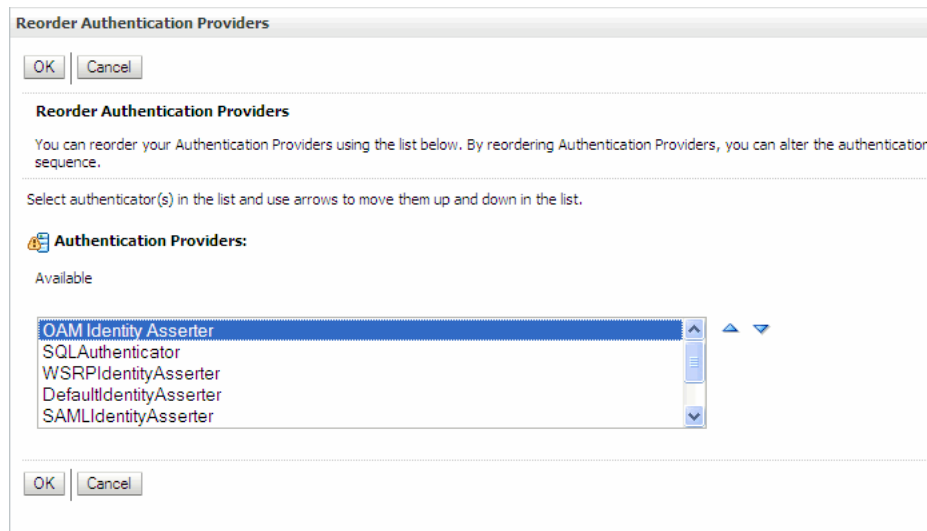 Reorder Authentication Providers
OK Cancel
Reorder Authentication Providers
You can reorder your Authentication Providers using the list below. By reordering Authentication Providers, you can alter the authentication
sequence.
Select authenticator(s) in the list and use arrows to move them up and down in the list.
Authentication Providers:
Available
OAM Identity Asserter
SQLAuthenticator
WSRPIdentityAsserter
DefaultIdentityAsserter
SAMLIdentityAsserter
OK Cancel